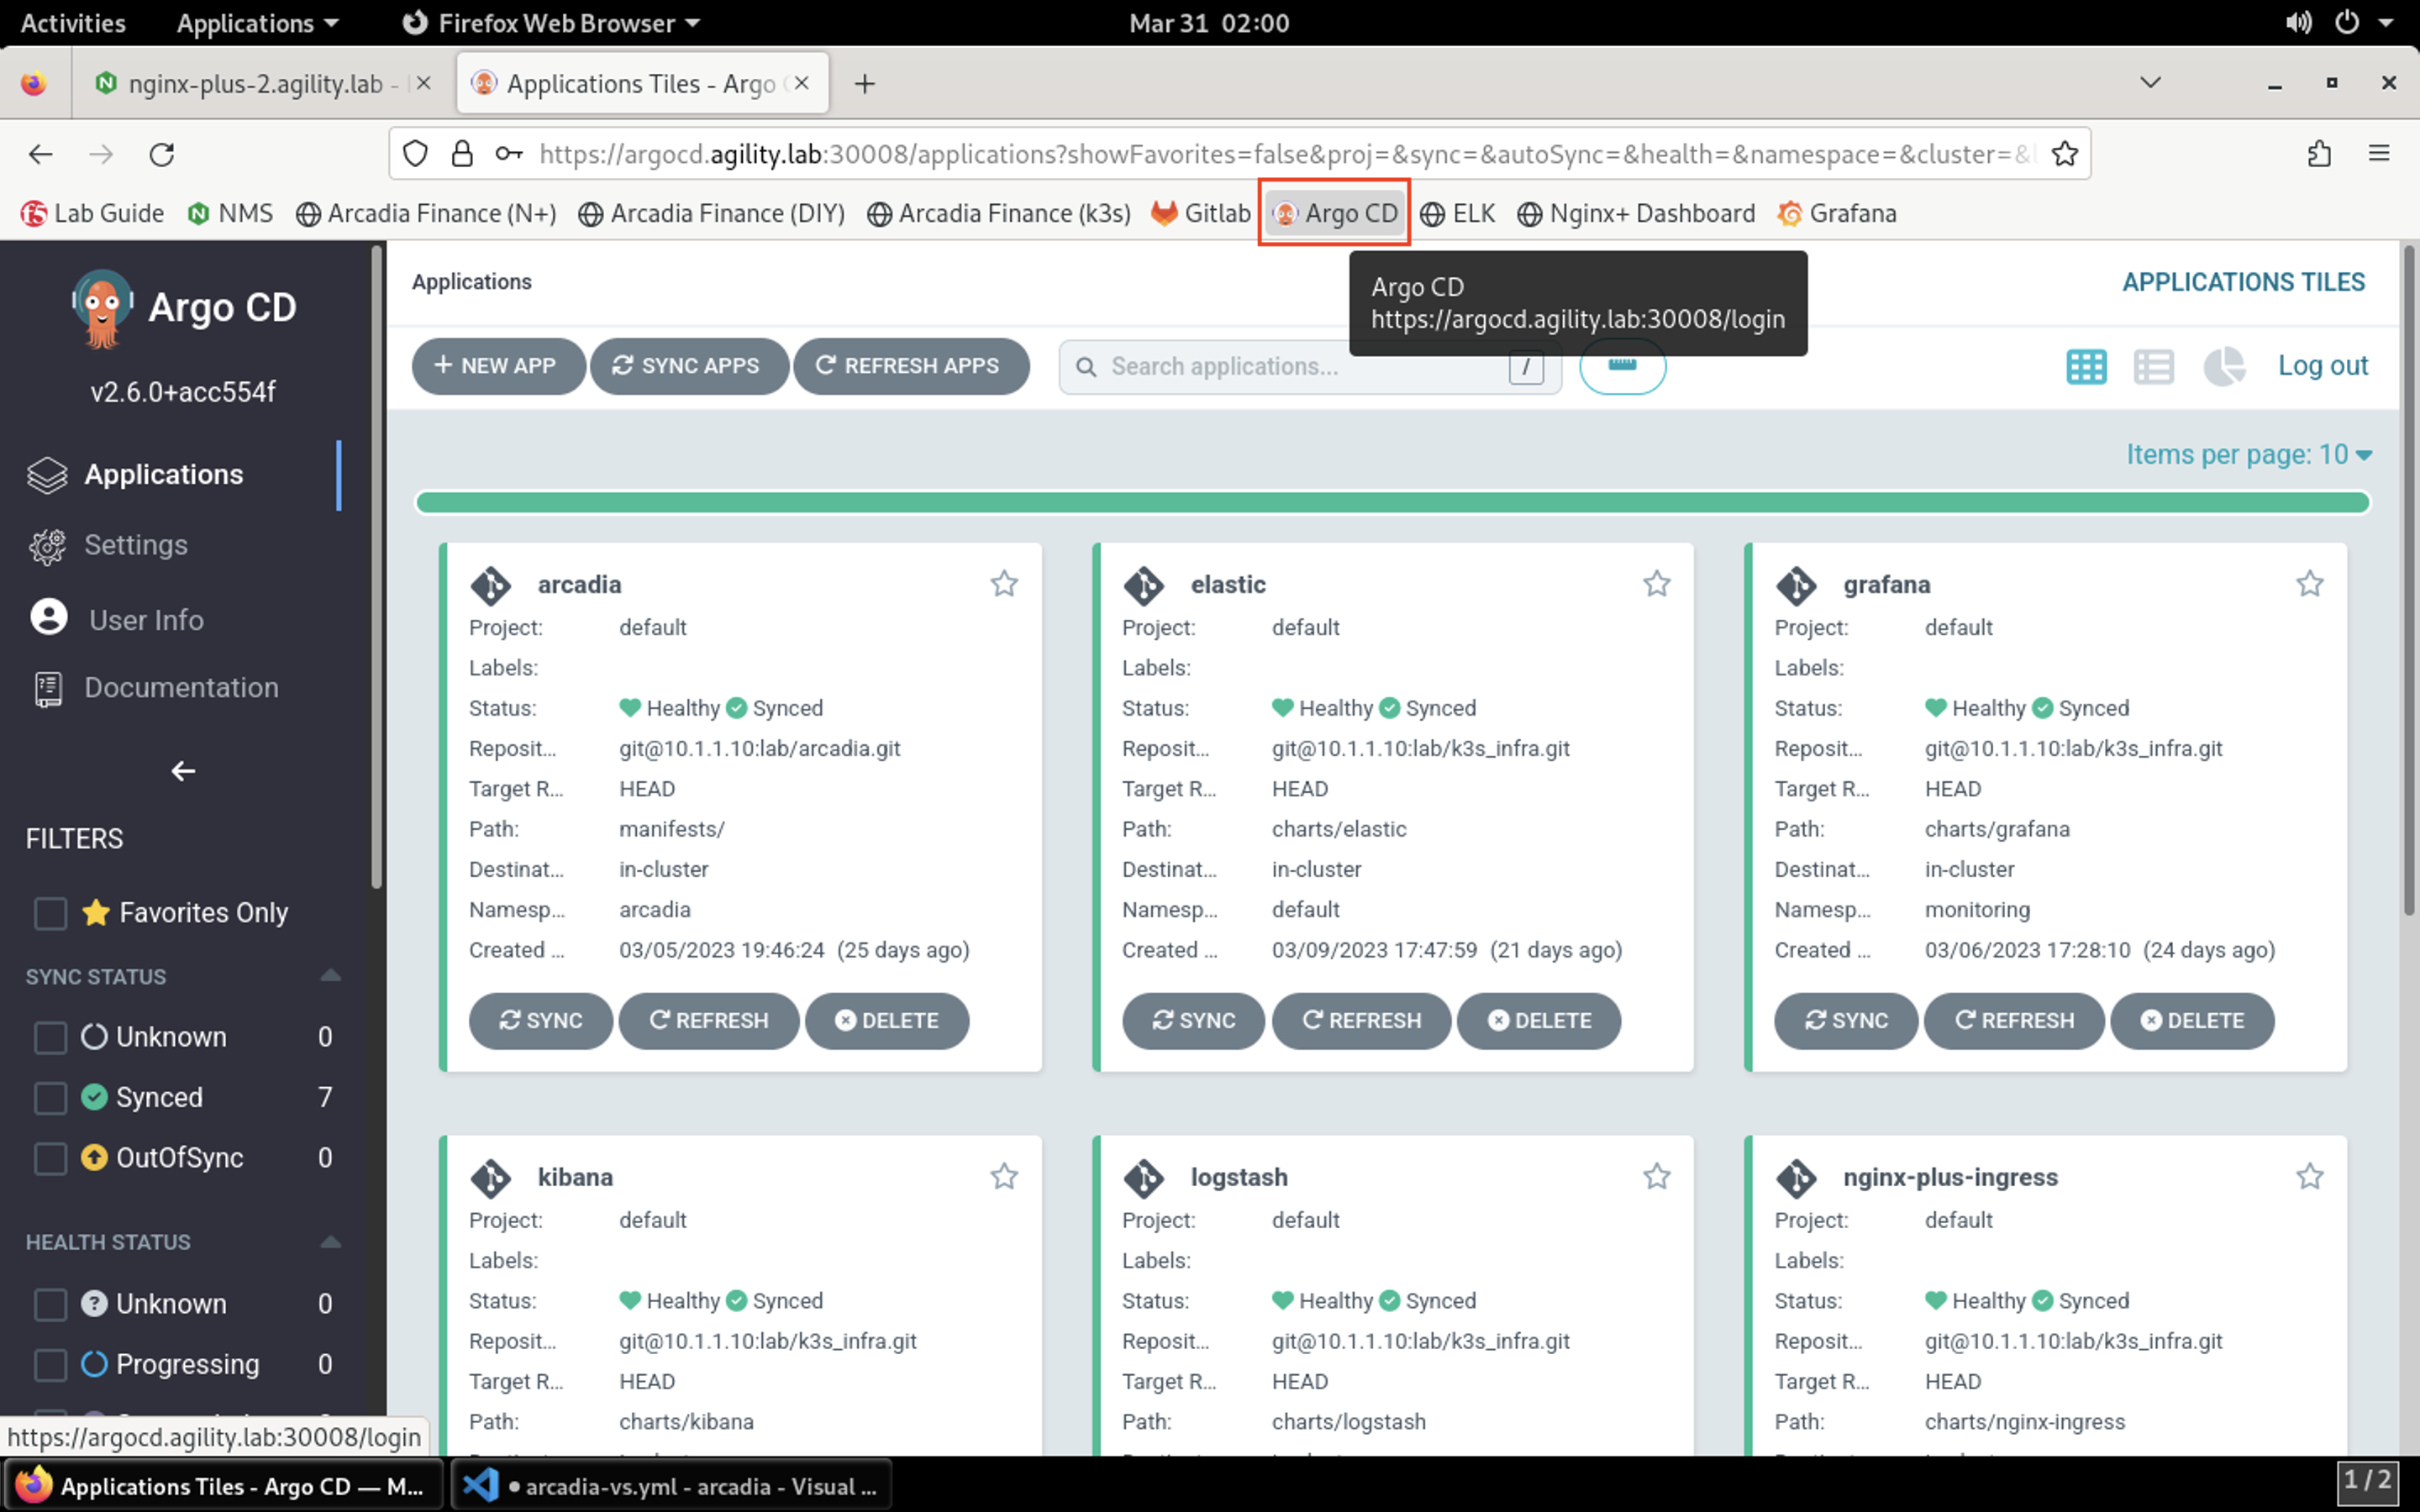 Activities Applications Firefox Web Browser Mar 31 02:00
nginx-plus-2.agility.lab - Applications Tiles - Argo
https://argocd.agility.lab:30008/applications?showFavorites=false&proj=&sync=&autoSync=&health=&namespace=&cluster=&
Lab Guide NMS Arcadia Finance (N+) Arcadia Finance (DIY) Arcadia Finance (k3s) Gitlab Argo CD ELK Nginx+ Dashboard Grafana
Argo CD
https://argocd.agility.lab:30008/login
Argo CD
v2.6.0+acc554f
Applications
Settings
User Info
Documentation
FILTERS
Favorites Only
SYNC STATUS
Unknown 0
Synced 7
OutOfSync 0
HEALTH STATUS
Unknown 0
Progressing 0
https://argocd.agility.lab:30008/login
Applications APPLICATIONS TILES
+ NEW APP SYNC APPS REFRESH APPS Search applications... / Log out
Items per page: 10
arcadia
Project: default
Labels:
Status: Healthy Synced
Reposit... git@10.1.1.10:lab/arcadia.git
Target R... HEAD
Path: manifests/
Destinat... in-cluster
Namesp... arcadia
Created ... 03/05/2023 19:46:24 (25 days ago)
SYNC REFRESH DELETE
elastic
Project: default
Labels:
Status: Healthy Synced
Reposit... git@10.1.1.10:lab/k3s_infra.git
Target R... HEAD
Path: charts/elastic
Destinat... in-cluster
Namesp... default
Created ... 03/09/2023 17:47:59 (21 days ago)
SYNC REFRESH DELETE
grafana
Project: default
Labels:
Status: Healthy Synced
Reposit... git@10.1.1.10:lab/k3s_infra.git
Target R... HEAD
Path: charts/grafana
Destinat... in-cluster
Namesp... monitoring
Created ... 03/06/2023 17:28:10 (24 days ago)
SYNC REFRESH DELETE
kibana
Project: default
Labels:
Status: Healthy Synced
Reposit... git@10.1.1.10:lab/k3s_infra.git
Target R... HEAD
Path: charts/kibana
logstash
Project: default
Labels:
Status: Healthy Synced
Reposit... git@10.1.1.10:lab/k3s_infra.git
Target R... HEAD
Path: charts/logstash
nginx-plus-ingress
Project: default
Labels:
Status: Healthy Synced
Reposit... git@10.1.1.10:lab/k3s_infra.git
Target R... HEAD
Path: charts/nginx-ingress
Applications Tiles - Argo CD — M... • arcadia-vs.yml - arcadia - Visual ... 1 / 2